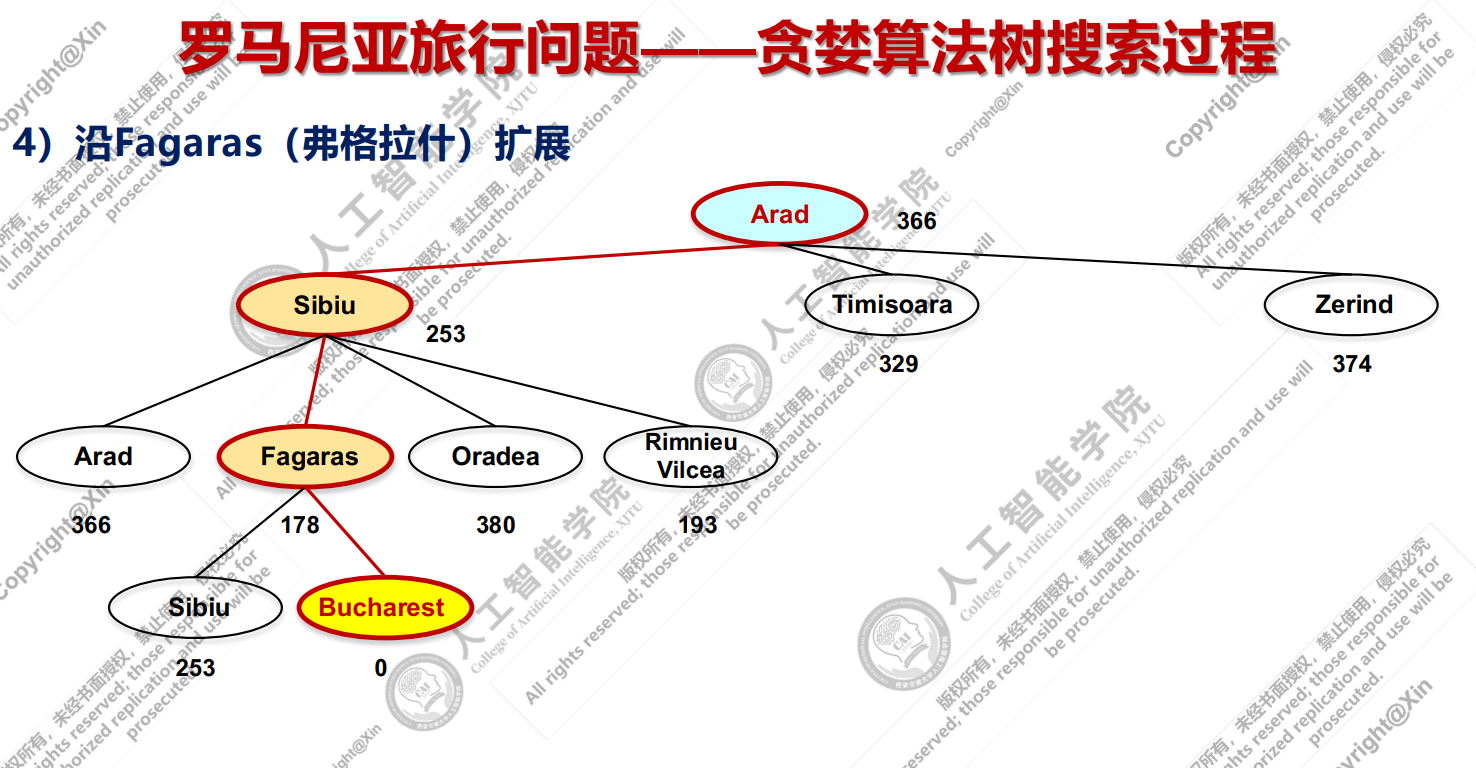 罗马尼亚旅行问题——贪婪算法树搜索过程
4）沿Fagaras（弗格拉什）扩展
Arad
366
Sibiu
253
Timisoara
329
Zerind
374
Arad
366
Fagaras
178
Oradea
380
Rimnieu
Vilcea
193
Sibiu
253
Bucharest
0
Copyright@Xin
版权所有，未经书面授权，禁止使用，侵权必究
All rights reserved; those responsible for
unauthorized replication and use will be
prosecuted.
人工智能学院
College of Artificial Intelligence, XJTU